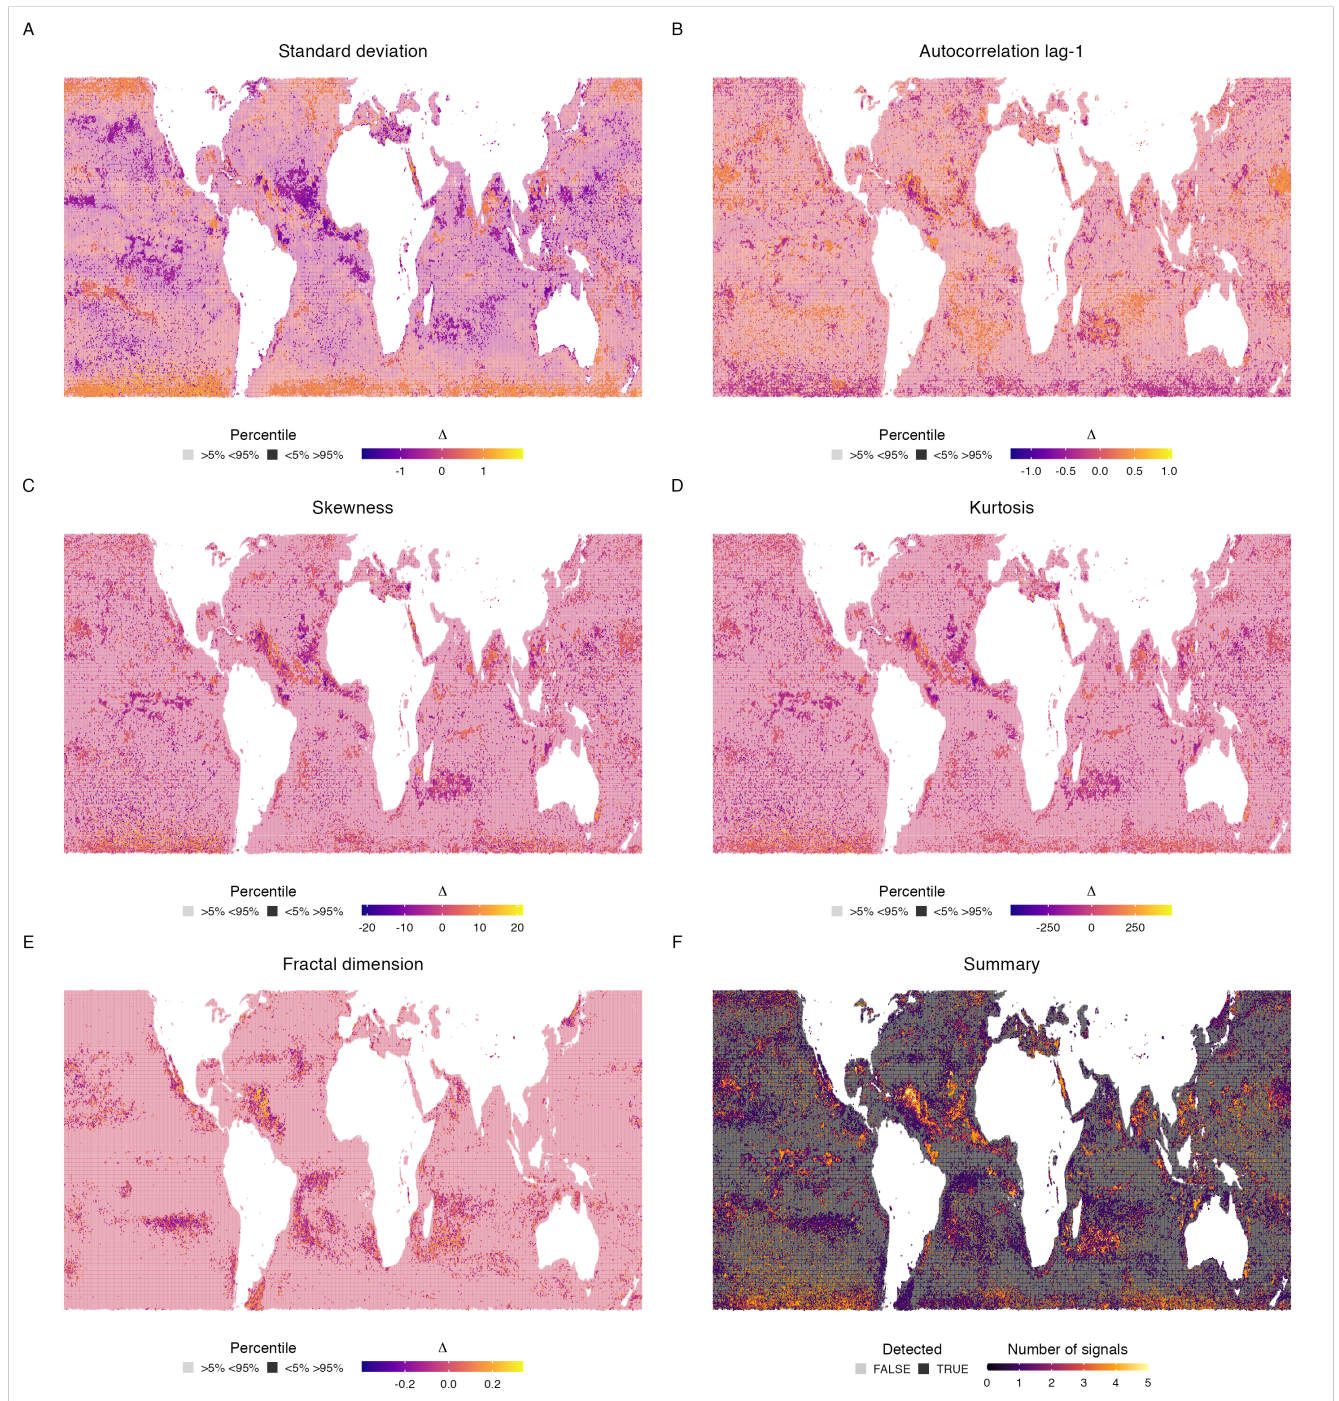 A
B
Standard deviation
Autocorrelation lag-1
Percentile
Δ
>5% <95%
<5% >95%
-1 0 1
Percentile
Δ
>5% <95%
<5% >95%
-1.0 -0.5 0.0 0.5 1.0
C
D
Skewness
Kurtosis
Percentile
Δ
>5% <95%
<5% >95%
-20 -10 0 10 20
Percentile
Δ
>5% <95%
<5% >95%
-250 0 250
E
F
Fractal dimension
Summary
Percentile
Δ
>5% <95%
<5% >95%
-0.2 0.0 0.2
Detected
Number of signals
FALSE
TRUE
0 1 2 3 4 5